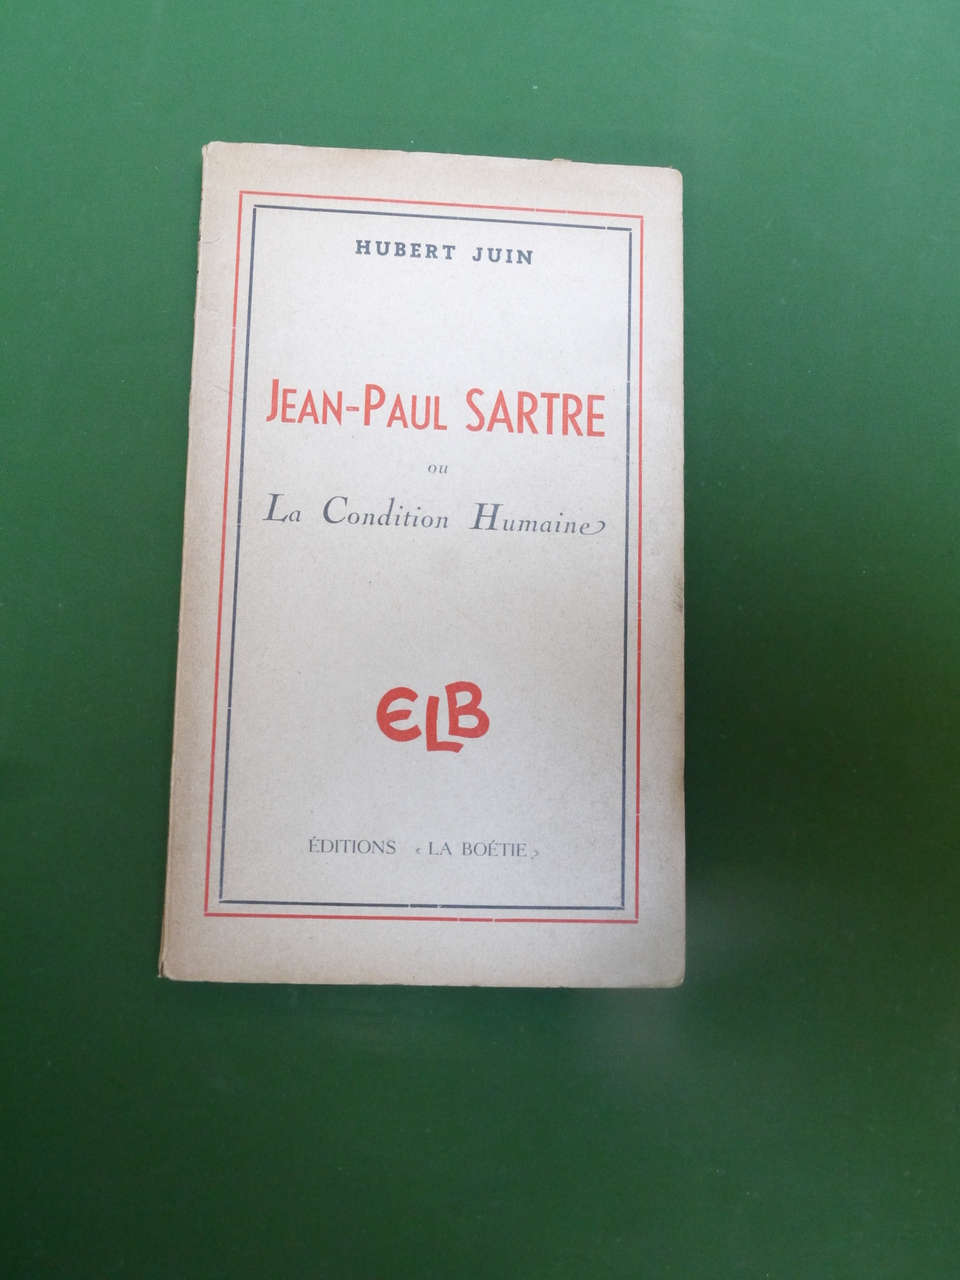 HUBERT JUIN
JEAN-PAUL SARTRE
ou
La Condition Humaine
ELB
ÉDITIONS « LA BOÉTIE »